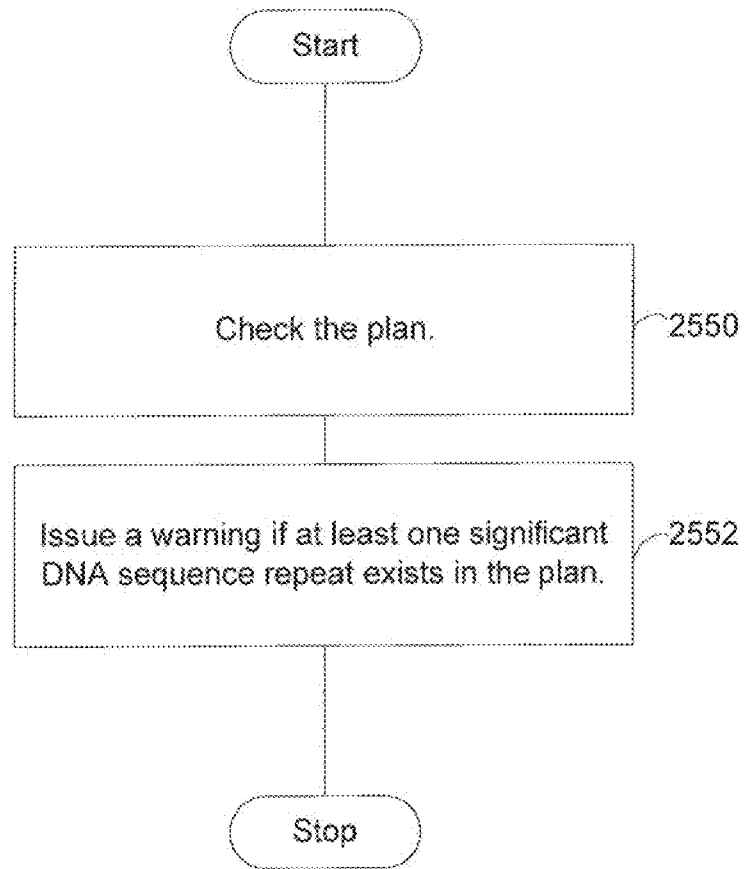 Start
Check the plan.
2550
Issue a warning if at least one significant
DNA sequence repeat exists in the plan.
2552
Stop